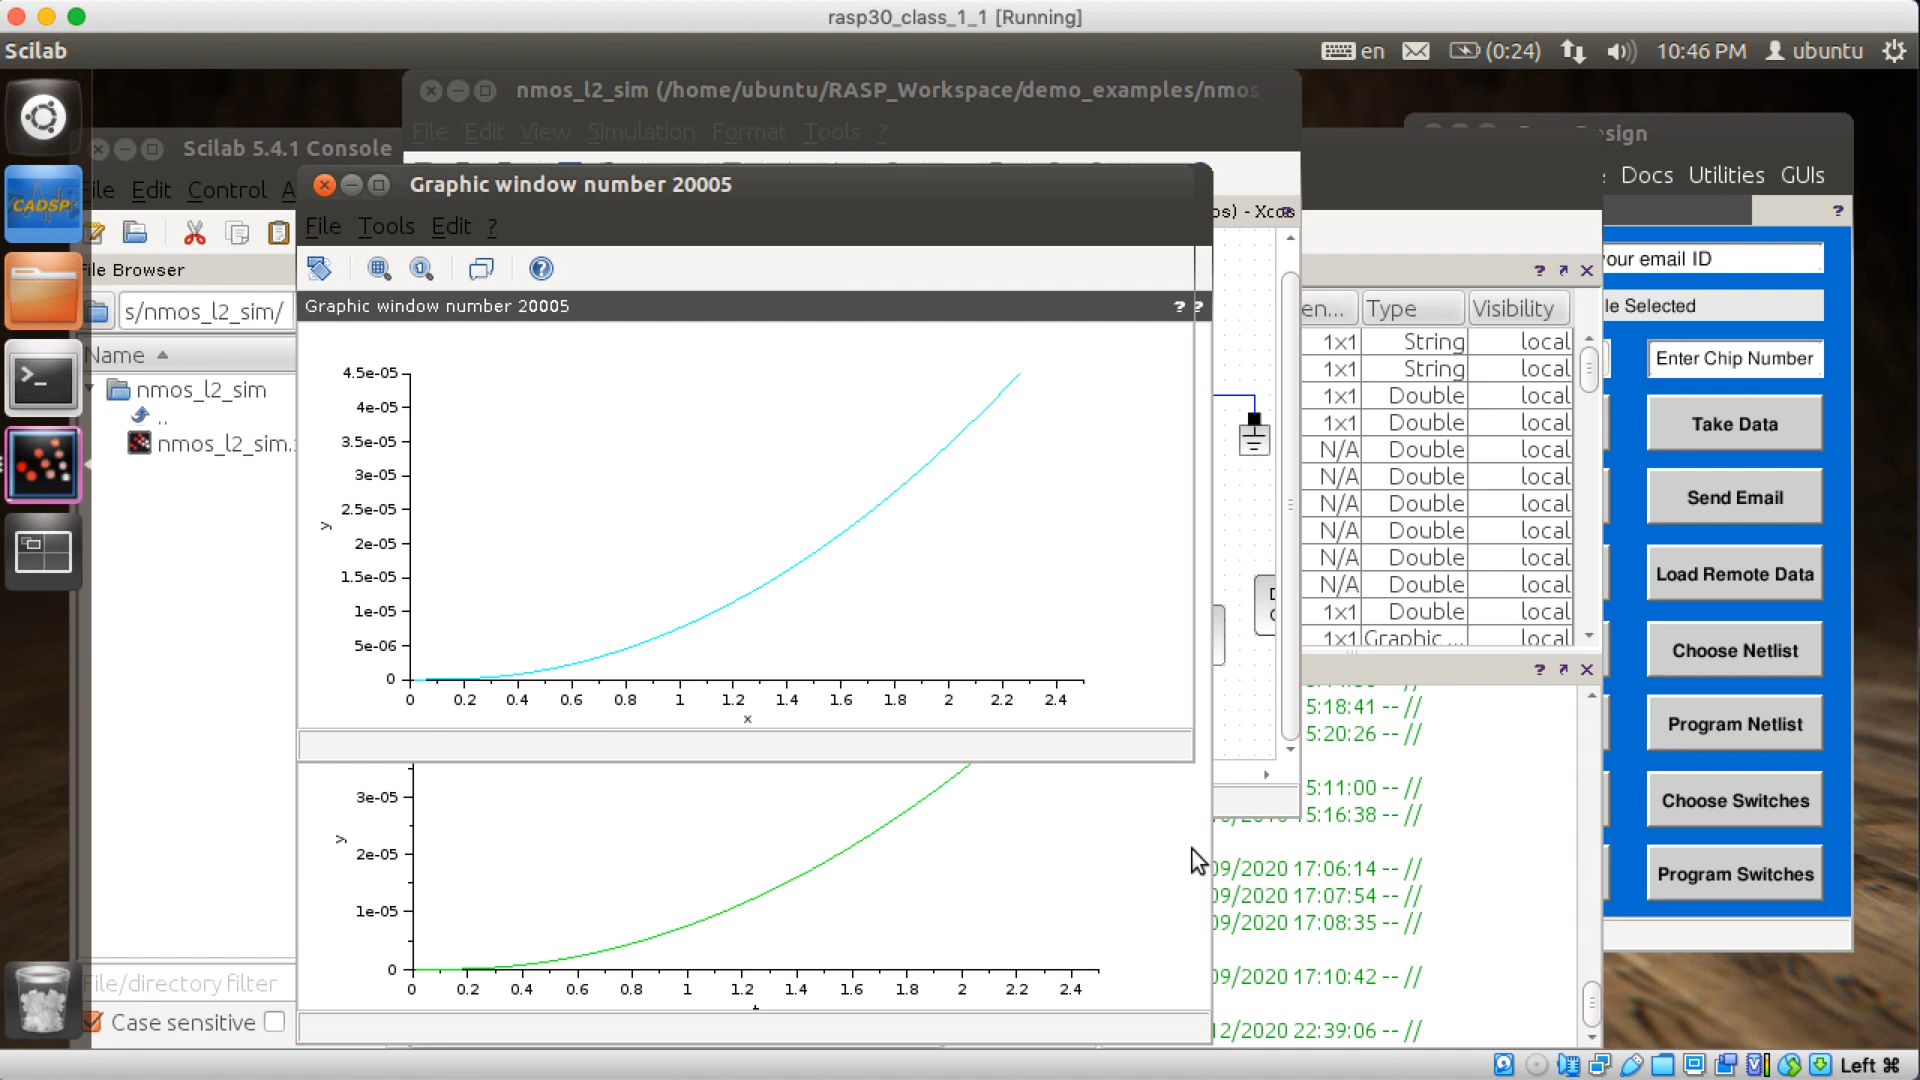 rasp30_class_1_1 [Running]
Scilab
en
(0:24)
10:46 PM
ubuntu
nmos_l2_sim (/home/ubuntu/RASP_Workspace/demo_examples/nmos
File Edit View Simulation Format Tools ?
Scilab 5.4.1 Console
File Edit Control A
CADSP
File Browser
s/nmos_l2_sim/
Name
nmos_l2_sim
..
nmos_l2_sim.
File/directory filter
Case sensitive
Graphic window number 20005
File Tools Edit ?
Graphic window number 20005
? ?
4.5e-05
4e-05
3.5e-05
3e-05
2.5e-05
2e-05
1.5e-05
1e-05
5e-06
0
y
0 0.2 0.4 0.6 0.8 1 1.2 1.4 1.6 1.8 2 2.2 2.4
x
3e-05
2e-05
1e-05
0
y
0 0.2 0.4 0.6 0.8 1 1.2 1.4 1.6 1.8 2 2.2 2.4
os) - Xcos
en... Type Visibility
1x1 String local
1x1 String local
1x1 Double local
1x1 Double local
N/A Double local
N/A Double local
N/A Double local
N/A Double local
N/A Double local
N/A Double local
1x1 Double local
1x1 Graphic ... local
5:18:41 -- //
5:20:26 -- //
5:11:00 -- //
15:16:38 -- //
09/2020 17:06:14 -- //
09/2020 17:07:54 -- //
09/2020 17:08:35 -- //
09/2020 17:10:42 -- //
12/2020 22:39:06 -- //
sign
Docs Utilities GUIs
?
your email ID
le Selected
Enter Chip Number
Take Data
Send Email
Load Remote Data
Choose Netlist
Program Netlist
Choose Switches
Program Switches
Left ⌘